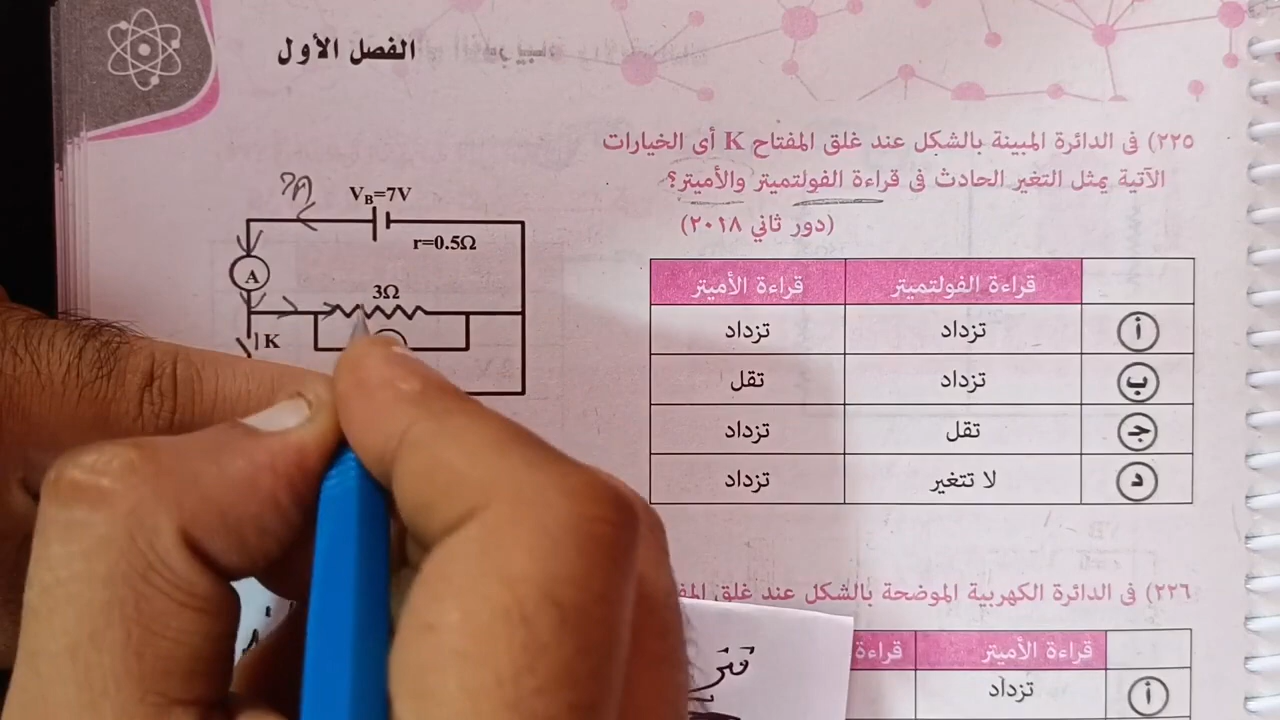 الفصل الأول
٢٢٥) فى الدائرة المبينة بالشكل عند غلق المفتاح K أى الخيارات
الآتية يمثل التغير الحادث فى قراءة الفولتميتر والأميتر؟
(دور ثاني ٢٠١٨)
قراءة الفولتميتر قراءة الأميتر
أ تزداد تزداد
ب تزداد تقل
جـ تقل تزداد
د لا تتغير تزداد
V_B=7V
r=0.5Ω
A
3Ω
K
٢٢٦) فى الدائرة الكهربية الموضحة بالشكل عند غلق
قراءة الأميتر قراءة
أ تزداد